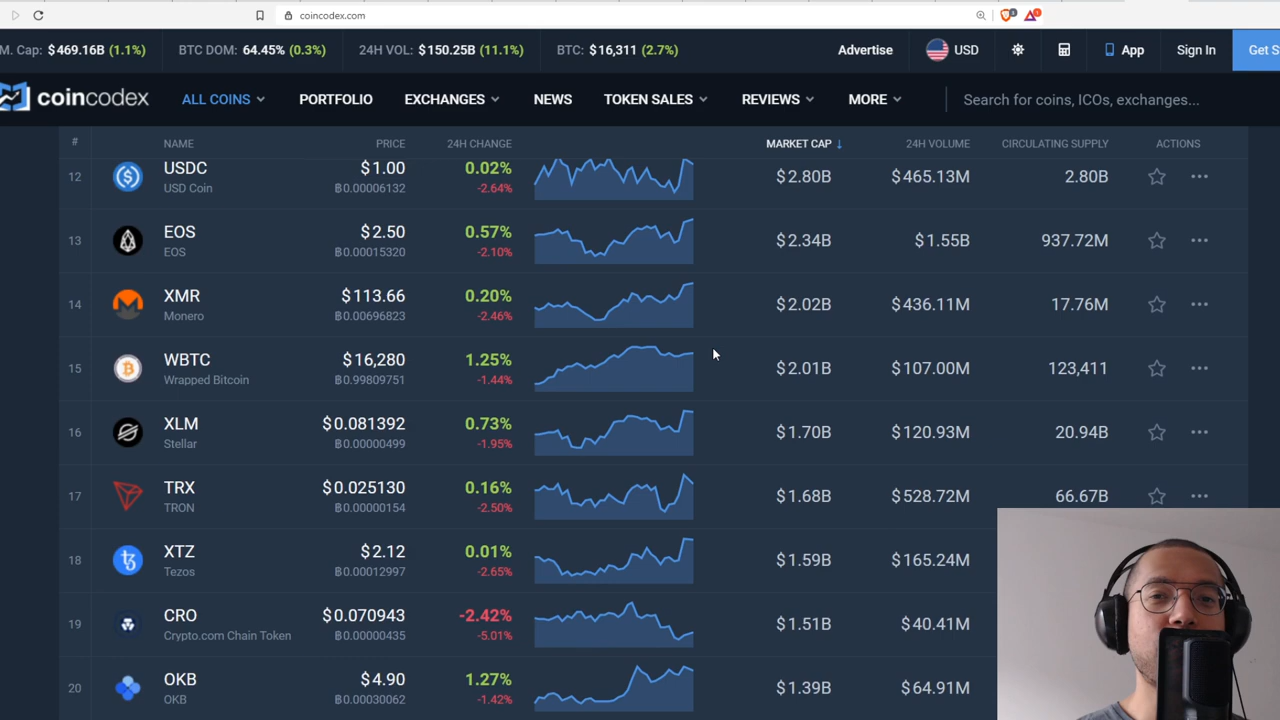 coincodex.com
M. Cap: $469.16B (1.1%) BTC DOM: 64.45% (0.3%) 24H VOL: $150.25B (11.1%) BTC: $16,311 (2.7%) Advertise USD App Sign In Get S
coincodex ALL COINS PORTFOLIO EXCHANGES NEWS TOKEN SALES REVIEWS MORE Search for coins, ICOs, exchanges...
# NAME PRICE 24H CHANGE MARKET CAP ↓ 24H VOLUME CIRCULATING SUPPLY ACTIONS
12 USDC $1.00 0.02% $2.80B $465.13M 2.80B
USD Coin ฿0.00006132 -2.64%
13 EOS $2.50 0.57% $2.34B $1.55B 937.72M
EOS ฿0.00015320 -2.10%
14 XMR $113.66 0.20% $2.02B $436.11M 17.76M
Monero ฿0.00696823 -2.46%
15 WBTC $16,280 1.25% $2.01B $107.00M 123,411
Wrapped Bitcoin ฿0.99809751 -1.44%
16 XLM $0.081392 0.73% $1.70B $120.93M 20.94B
Stellar ฿0.00000499 -1.95%
17 TRX $0.025130 0.16% $1.68B $528.72M 66.67B
TRON ฿0.00000154 -2.50%
18 XTZ $2.12 0.01% $1.59B $165.24M
Tezos ฿0.00012997 -2.65%
19 CRO $0.070943 -2.42% $1.51B $40.41M
Crypto.com Chain Token ฿0.00000435 -5.01%
20 OKB $4.90 1.27% $1.39B $64.91M
OKB ฿0.00030062 -1.42%